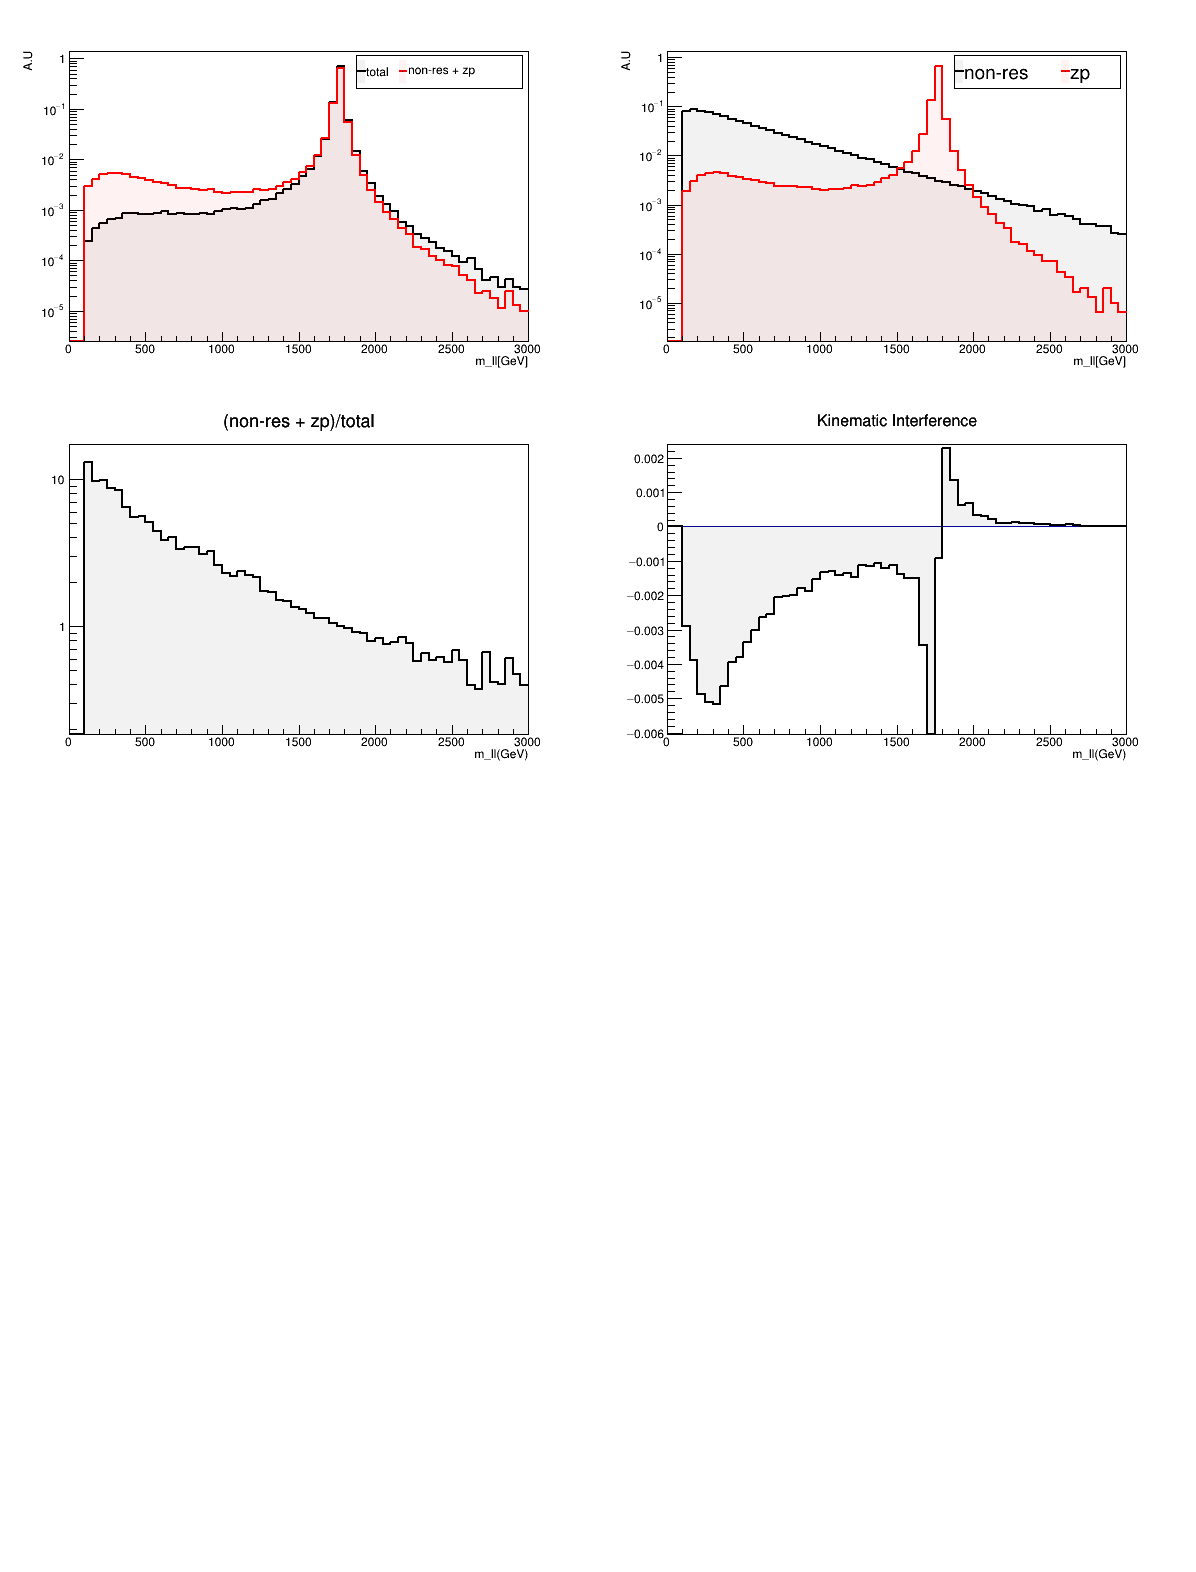 A.U
total non-res + zp
1
10⁻¹
10⁻²
10⁻³
10⁻⁴
10⁻⁵
0 500 1000 1500 2000 2500 3000
m_ll[GeV]
A.U
non-res zp
1
10⁻¹
10⁻²
10⁻³
10⁻⁴
10⁻⁵
0 500 1000 1500 2000 2500 3000
m_ll[GeV]
(non-res + zp)/total
10
1
0 500 1000 1500 2000 2500 3000
m_ll(GeV)
Kinematic Interference
0.002
0.001
0
−0.001
−0.002
−0.003
−0.004
−0.005
−0.006
0 500 1000 1500 2000 2500 3000
m_ll(GeV)